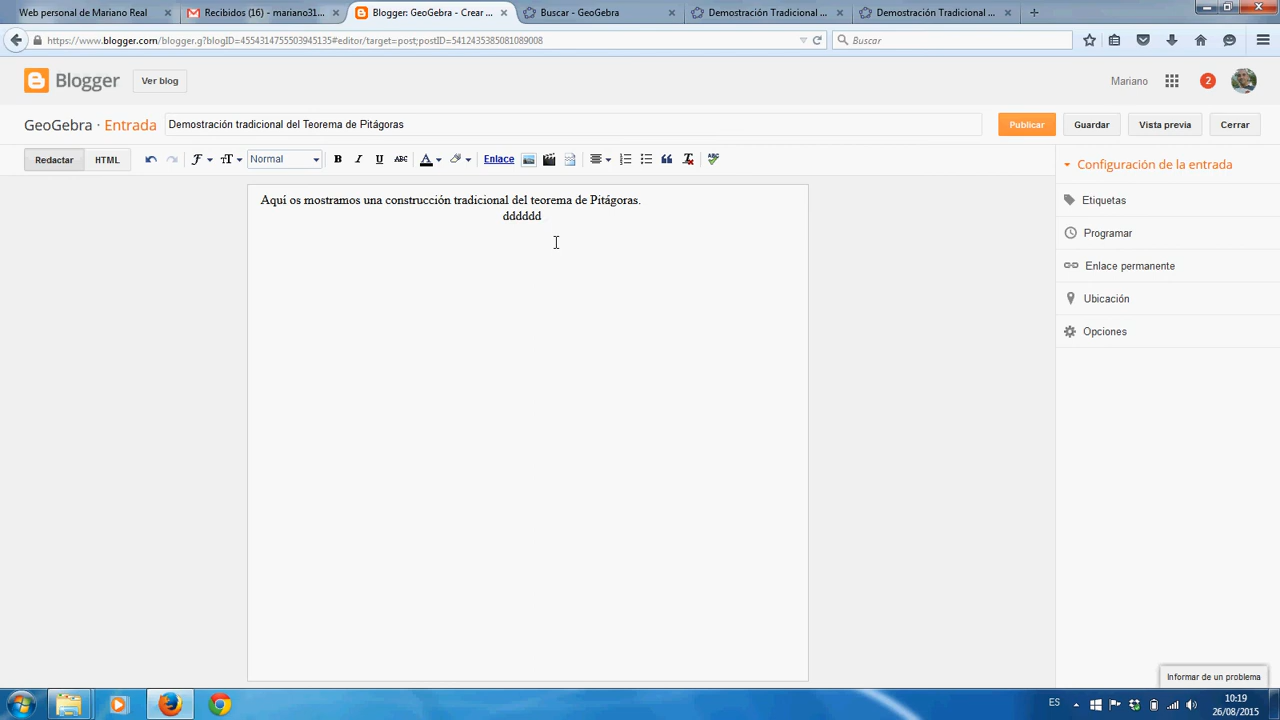 Web personal de Mariano Real
Recibidos (16) - mariano31...
Blogger: GeoGebra - Crear ...
Buscar - GeoGebra
Demostración Tradicional ...
Demostración Tradicional ...
https://www.blogger.com/blogger.g?blogID=4554314755503945135#editor/target=post;postID=5412435385081089008
Buscar
Blogger
Ver blog
Mariano
2
GeoGebra · Entrada
Demostración tradicional del Teorema de Pitágoras
Publicar
Guardar
Vista previa
Cerrar
Redactar
HTML
Normal
B
I
U
ABC
A
Enlace
Configuración de la entrada
Etiquetas
Programar
Enlace permanente
Ubicación
Opciones
Aquí os mostramos una construcción tradicional del teorema de Pitágoras.
dddddd
Informar de un problema
ES
10:19
26/08/2015